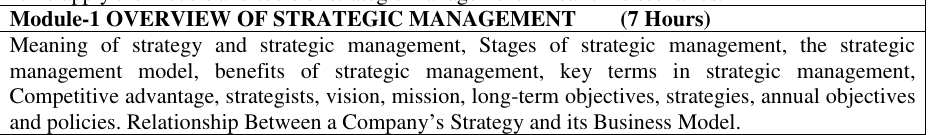 Module-1 OVERVIEW OF STRATEGIC MANAGEMENT (7 Hours)
Meaning of strategy and strategic management, Stages of strategic management, the strategic
management model, benefits of strategic management, key terms in strategic management,
Competitive advantage, strategists, vision, mission, long-term objectives, strategies, annual objectives
and policies. Relationship Between a Company’s Strategy and its Business Model.